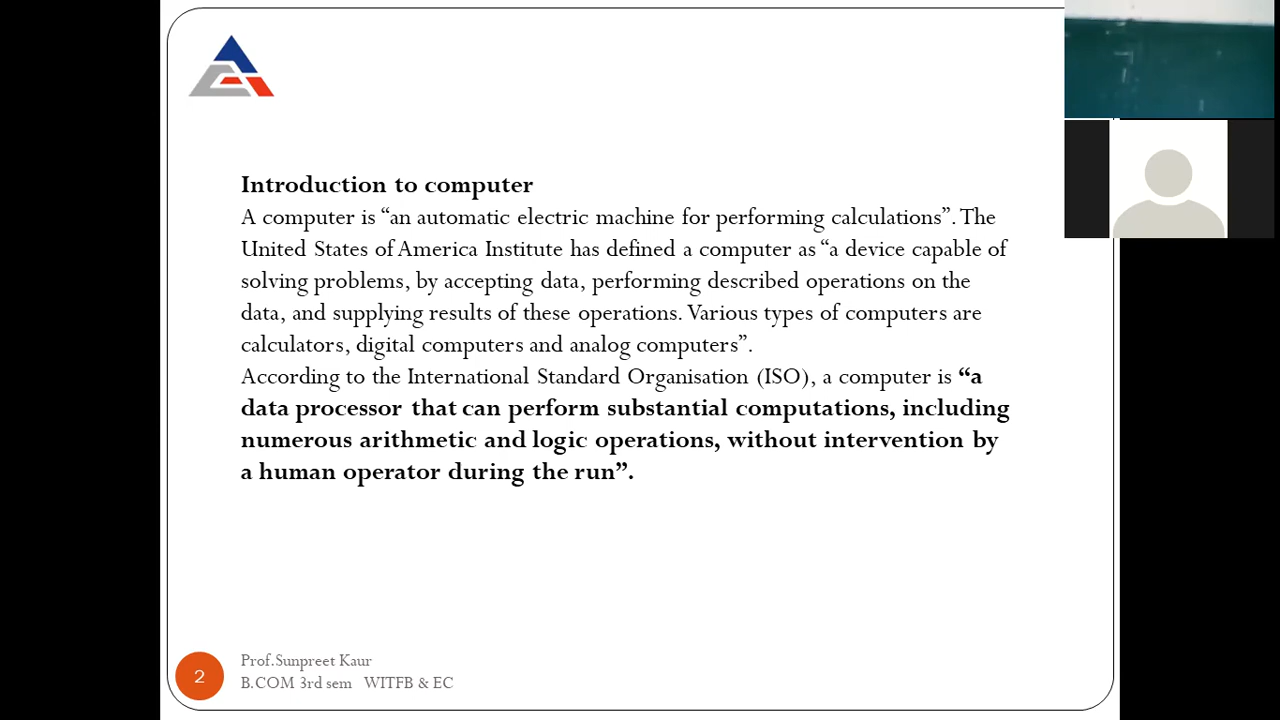 Introduction to computer
A computer is “an automatic electric machine for performing calculations”. The
United States of America Institute has defined a computer as “a device capable of
solving problems, by accepting data, performing described operations on the
data, and supplying results of these operations. Various types of computers are
calculators, digital computers and analog computers”.
According to the International Standard Organisation (ISO), a computer is “a
data processor that can perform substantial computations, including
numerous arithmetic and logic operations, without intervention by
a human operator during the run”.
Prof.Sunpreet Kaur
2
B.COM 3rd sem WITFB & EC